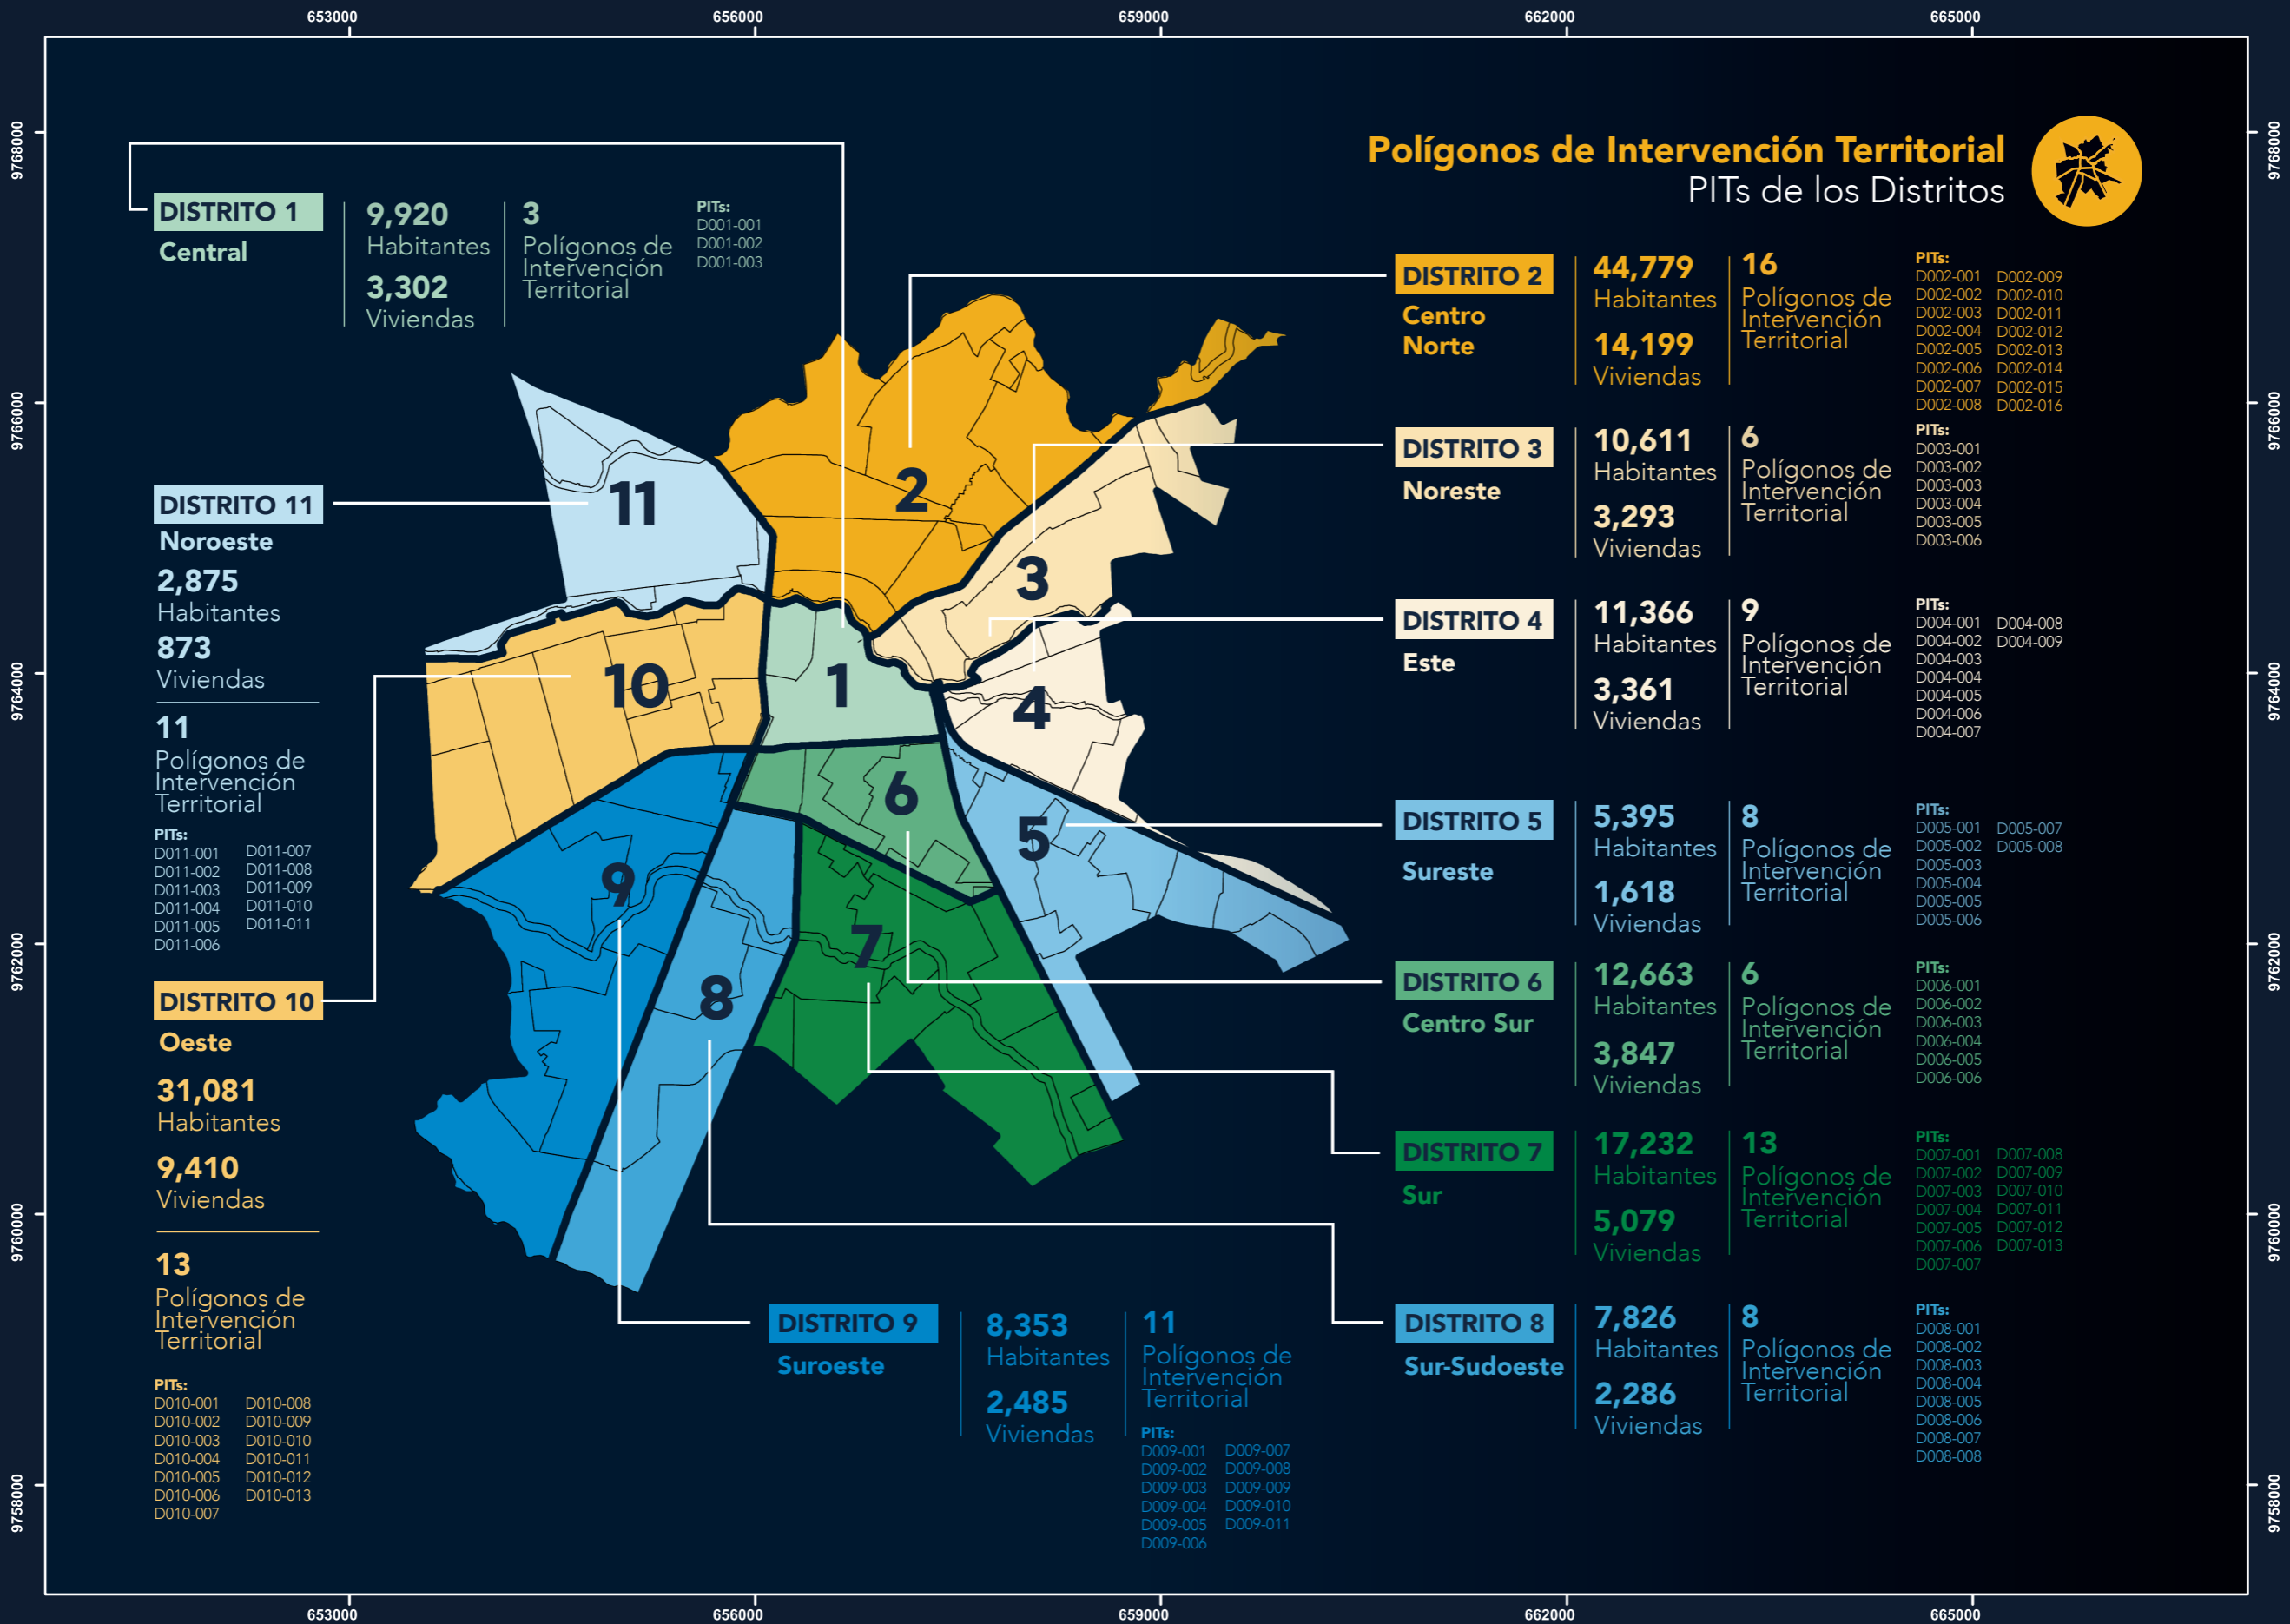 653000
656000
659000
662000
665000
9768000
9766000
9764000
9762000
9760000
9758000
Polígonos de Intervención Territorial
PITs de los Distritos
DISTRITO 1
Central
9,920
Habitantes
3,302
Viviendas
3
Polígonos de
Intervención
Territorial
PITs:
D001-001
D001-002
D001-003
DISTRITO 2
Centro
Norte
44,779
Habitantes
14,199
Viviendas
16
Polígonos de
Intervención
Territorial
PITs:
D002-001 D002-009
D002-002 D002-010
D002-003 D002-011
D002-004 D002-012
D002-005 D002-013
D002-006 D002-014
D002-007 D002-015
D002-008 D002-016
DISTRITO 3
Noreste
10,611
Habitantes
3,293
Viviendas
6
Polígonos de
Intervención
Territorial
PITs:
D003-001
D003-002
D003-003
D003-004
D003-005
D003-006
DISTRITO 4
Este
11,366
Habitantes
3,361
Viviendas
9
Polígonos de
Intervención
Territorial
PITs:
D004-001 D004-008
D004-002 D004-009
D004-003
D004-004
D004-005
D004-006
D004-007
DISTRITO 5
Sureste
5,395
Habitantes
1,618
Viviendas
8
Polígonos de
Intervención
Territorial
PITs:
D005-001 D005-007
D005-002 D005-008
D005-003
D005-004
D005-005
D005-006
DISTRITO 6
Centro Sur
12,663
Habitantes
3,847
Viviendas
6
Polígonos de
Intervención
Territorial
PITs:
D006-001
D006-002
D006-003
D006-004
D006-005
D006-006
DISTRITO 7
Sur
17,232
Habitantes
5,079
Viviendas
13
Polígonos de
Intervención
Territorial
PITs:
D007-001 D007-008
D007-002 D007-009
D007-003 D007-010
D007-004 D007-011
D007-005 D007-012
D007-006 D007-013
D007-007
DISTRITO 8
Sur-Sudoeste
7,826
Habitantes
2,286
Viviendas
8
Polígonos de
Intervención
Territorial
PITs:
D008-001
D008-002
D008-003
D008-004
D008-005
D008-006
D008-007
D008-008
DISTRITO 9
Suroeste
8,353
Habitantes
2,485
Viviendas
11
Polígonos de
Intervención
Territorial
PITs:
D009-001 D009-007
D009-002 D009-008
D009-003 D009-009
D009-004 D009-010
D009-005 D009-011
D009-006
DISTRITO 11
Noroeste
2,875
Habitantes
873
Viviendas
11
Polígonos de
Intervención
Territorial
PITs:
D011-001 D011-007
D011-002 D011-008
D011-003 D011-009
D011-004 D011-010
D011-005 D011-011
D011-006
DISTRITO 10
Oeste
31,081
Habitantes
9,410
Viviendas
13
Polígonos de
Intervención
Territorial
PITs:
D010-001 D010-008
D010-002 D010-009
D010-003 D010-010
D010-004 D010-011
D010-005 D010-012
D010-006 D010-013
D010-007
11
2
3
10
1
4
6
5
9
7
8
9768000
9766000
9764000
9762000
9760000
9758000
653000
656000
659000
662000
665000